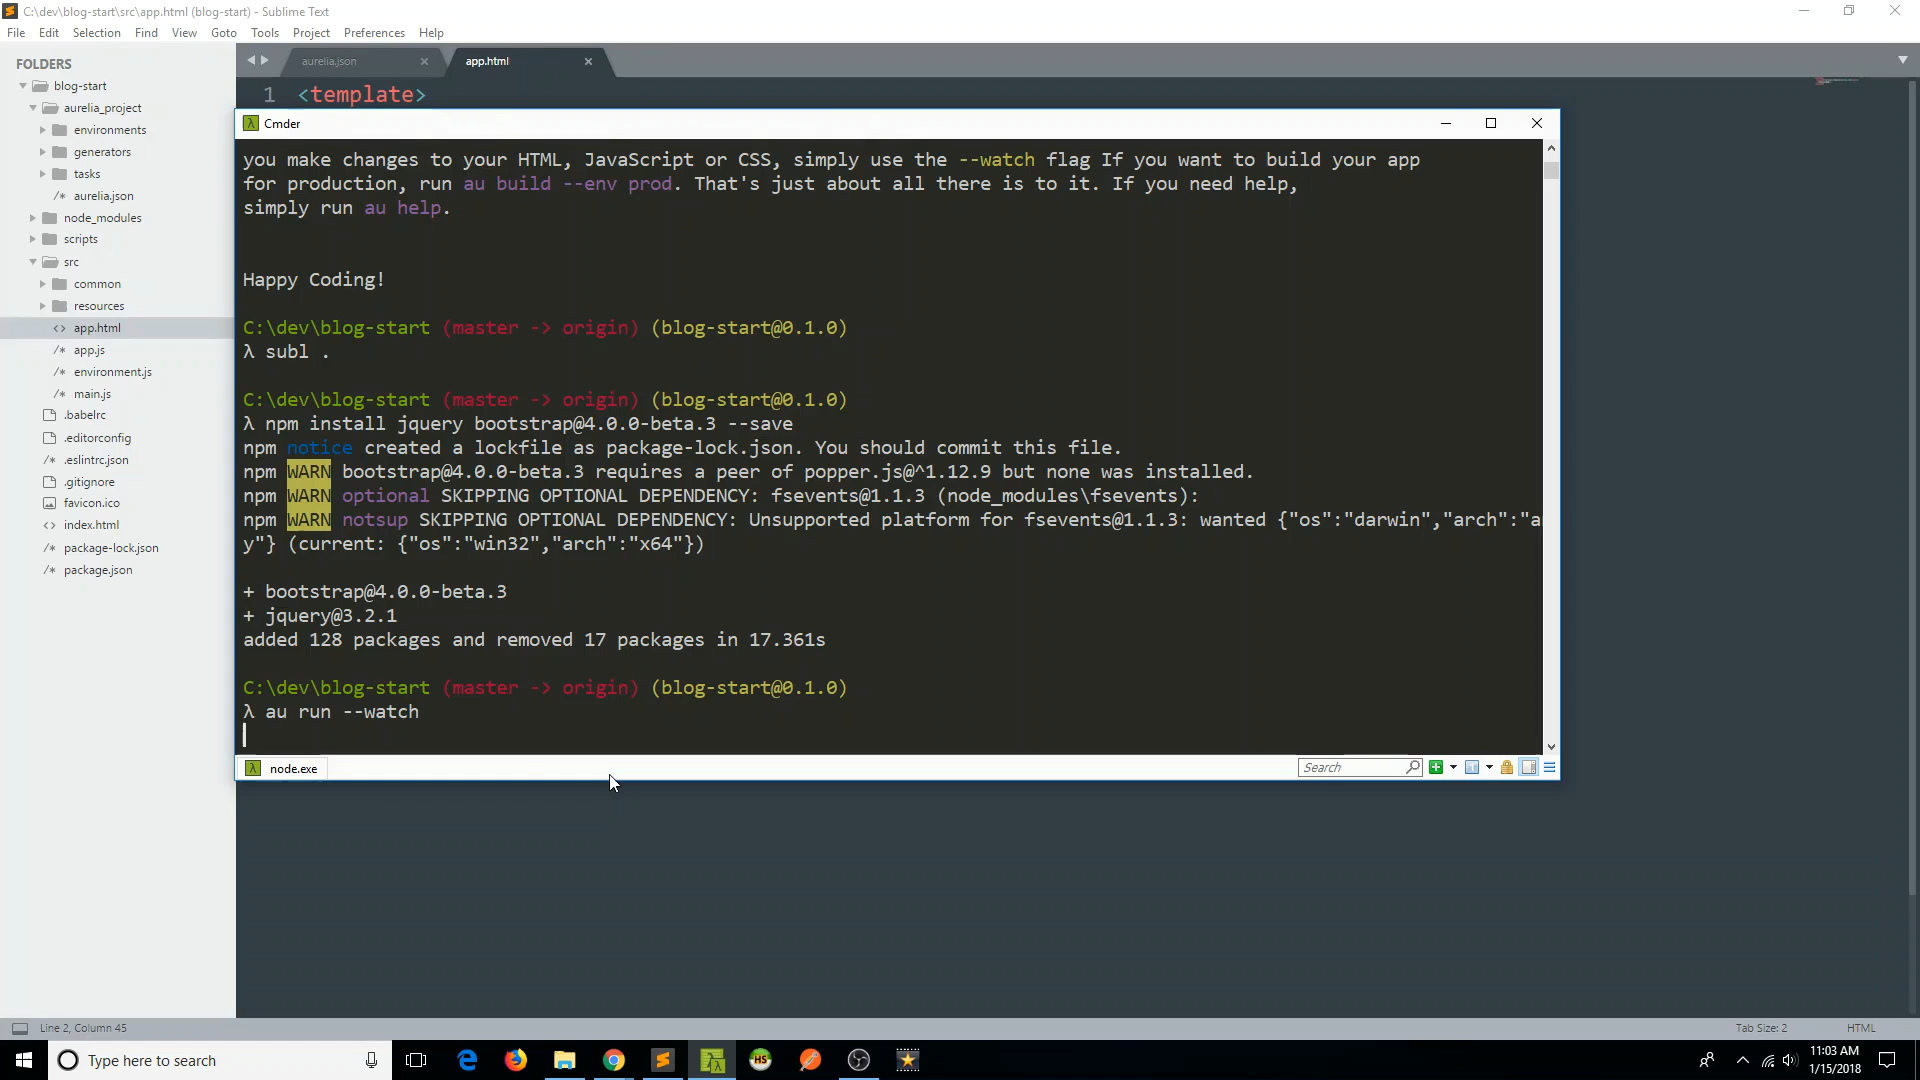 C:\dev\blog-start\src\app.html (blog-start) - Sublime Text
File Edit Selection Find View Goto Tools Project Preferences Help
FOLDERS
blog-start
aurelia_project
environments
generators
tasks
aurelia.json
node_modules
scripts
src
common
resources
<> app.html
/* app.js
/* environment.js
/* main.js
.babelrc
.editorconfig
/* .eslintrc.json
.gitignore
favicon.ico
<> index.html
/* package-lock.json
/* package.json
aurelia.json
app.html
1 <template>
λ Cmder
you make changes to your HTML, JavaScript or CSS, simply use the --watch flag If you want to build your app
for production, run au build --env prod. That's just about all there is to it. If you need help,
simply run au help.
Happy Coding!
C:\dev\blog-start (master -> origin) (blog-start@0.1.0)
λ subl .
C:\dev\blog-start (master -> origin) (blog-start@0.1.0)
λ npm install jquery bootstrap@4.0.0-beta.3 --save
npm notice created a lockfile as package-lock.json. You should commit this file.
npm WARN bootstrap@4.0.0-beta.3 requires a peer of popper.js@^1.12.9 but none was installed.
npm WARN optional SKIPPING OPTIONAL DEPENDENCY: fsevents@1.1.3 (node_modules\fsevents):
npm WARN notsup SKIPPING OPTIONAL DEPENDENCY: Unsupported platform for fsevents@1.1.3: wanted {"os":"darwin","arch":"an
y"} (current: {"os":"win32","arch":"x64"})
+ bootstrap@4.0.0-beta.3
+ jquery@3.2.1
added 128 packages and removed 17 packages in 17.361s
C:\dev\blog-start (master -> origin) (blog-start@0.1.0)
λ au run --watch
λ node.exe
Search
Line 2, Column 45
Tab Size: 2
HTML
Type here to search
HS
11:03 AM
1/15/2018